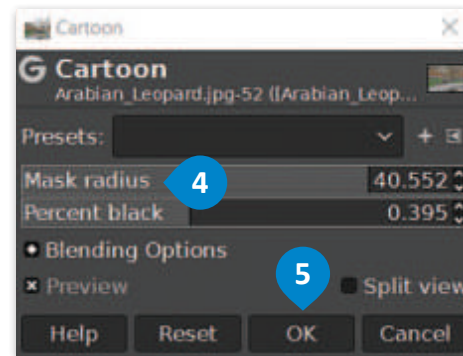 Cartoon
G Cartoon
Arabian_Leopard.jpg-52 ([Arabian_Leop...
Presets:
Mask radius 4 40.552
Percent black 0.395
Blending Options
5
Preview Split view
Help Reset OK Cancel